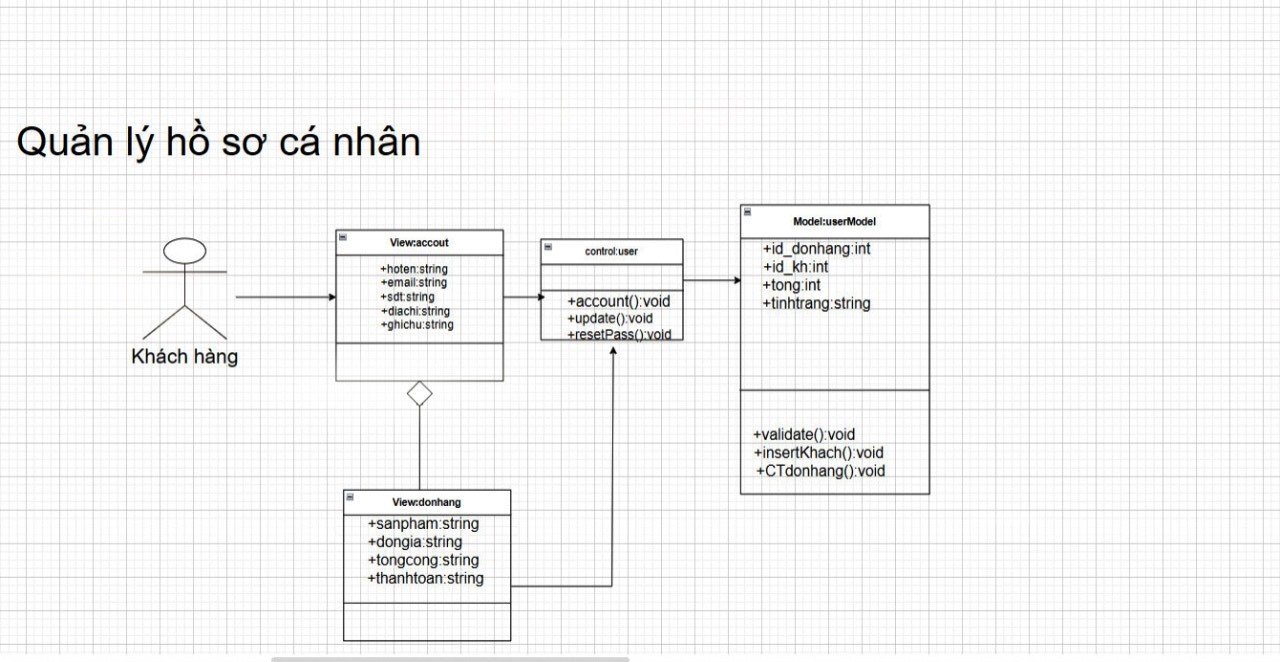 Quản lý hồ sơ cá nhân
Khách hàng
View:accout
+hoten:string
+email:string
+sdt:string
+diachi:string
+ghichu:string
control:user
+account():void
+update():void
+resetPass():void
Model:userModel
+id_donhang:int
+id_kh:int
+tong:int
+tinhtrang:string
+validate():void
+insertKhach():void
+CTdonhang():void
View:donhang
+sanpham:string
+dongia:string
+tongcong:string
+thanhtoan:string